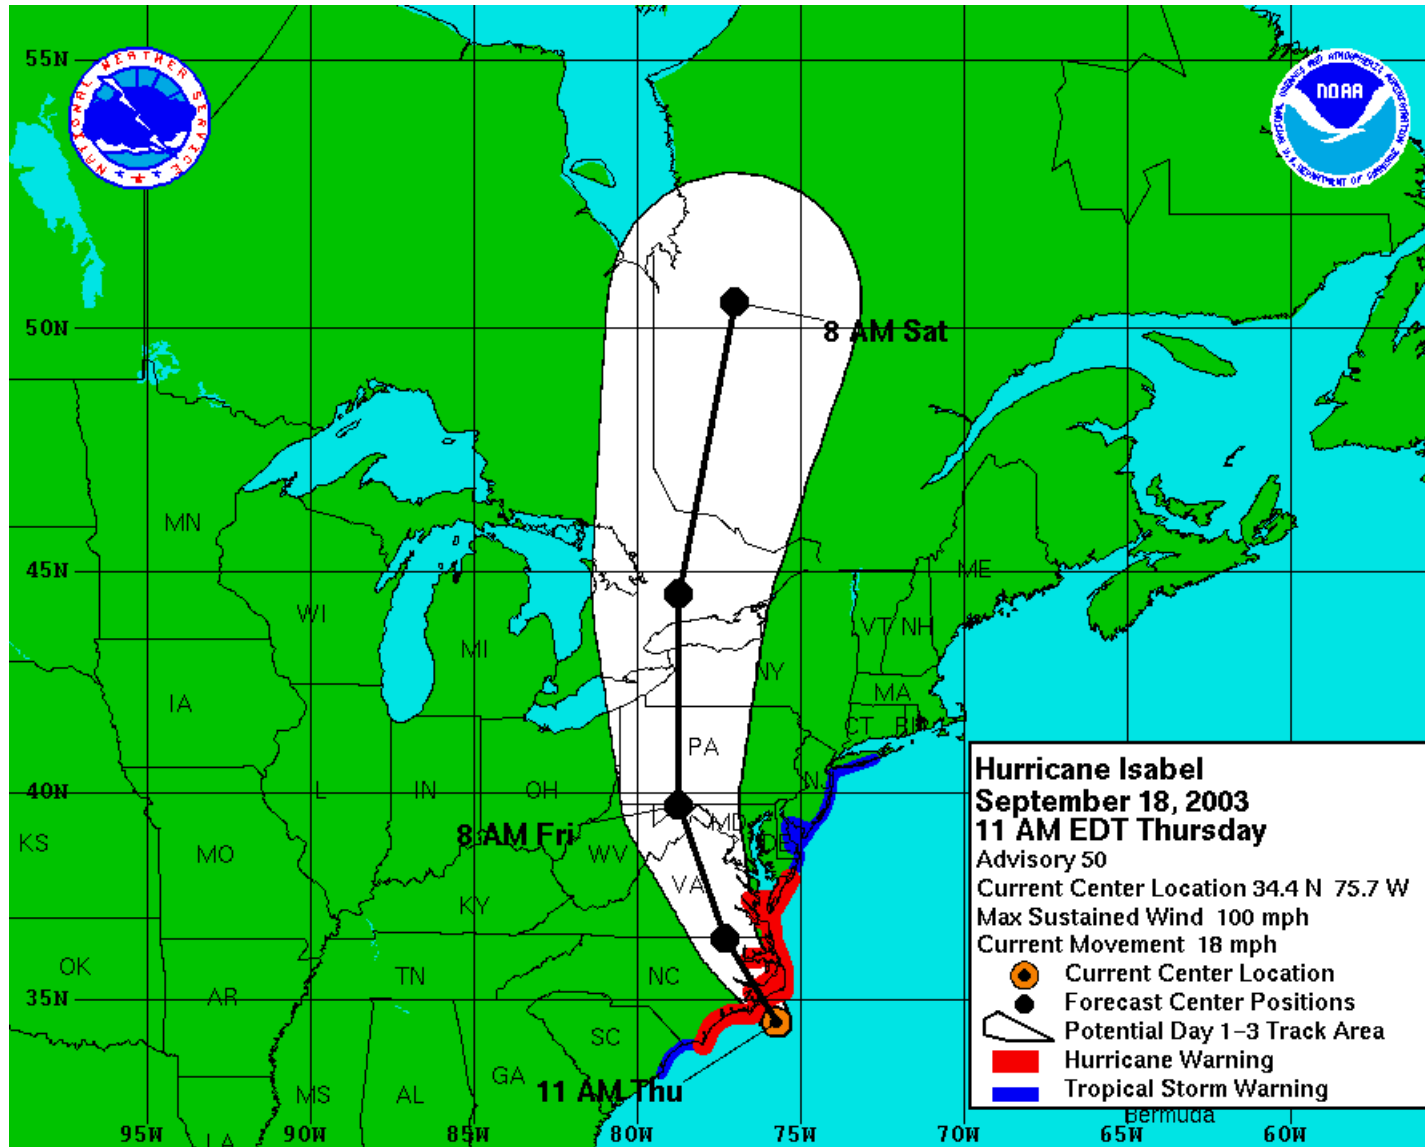 55N
NATIONAL WEATHER SERVICE
NOAA
50N
8 AM Sat
45N
40N
35N
MN
WI
MI
IA
IL
IN
OH
PA
NY
VT
NH
ME
MA
CT
RI
NJ
MD
DE
8 AM Fri
KS
MO
KY
WV
VA
OK
AR
TN
NC
SC
MS
AL
GA
LA
11 AM Thu
Hurricane Isabel
September 18, 2003
11 AM EDT Thursday
Advisory 50
Current Center Location 34.4 N 75.7 W
Max Sustained Wind 100 mph
Current Movement 18 mph
Current Center Location
Forecast Center Positions
Potential Day 1-3 Track Area
Hurricane Warning
Tropical Storm Warning
Bermuda
95W 90W 85W 80W 75W 70W 65W 60W